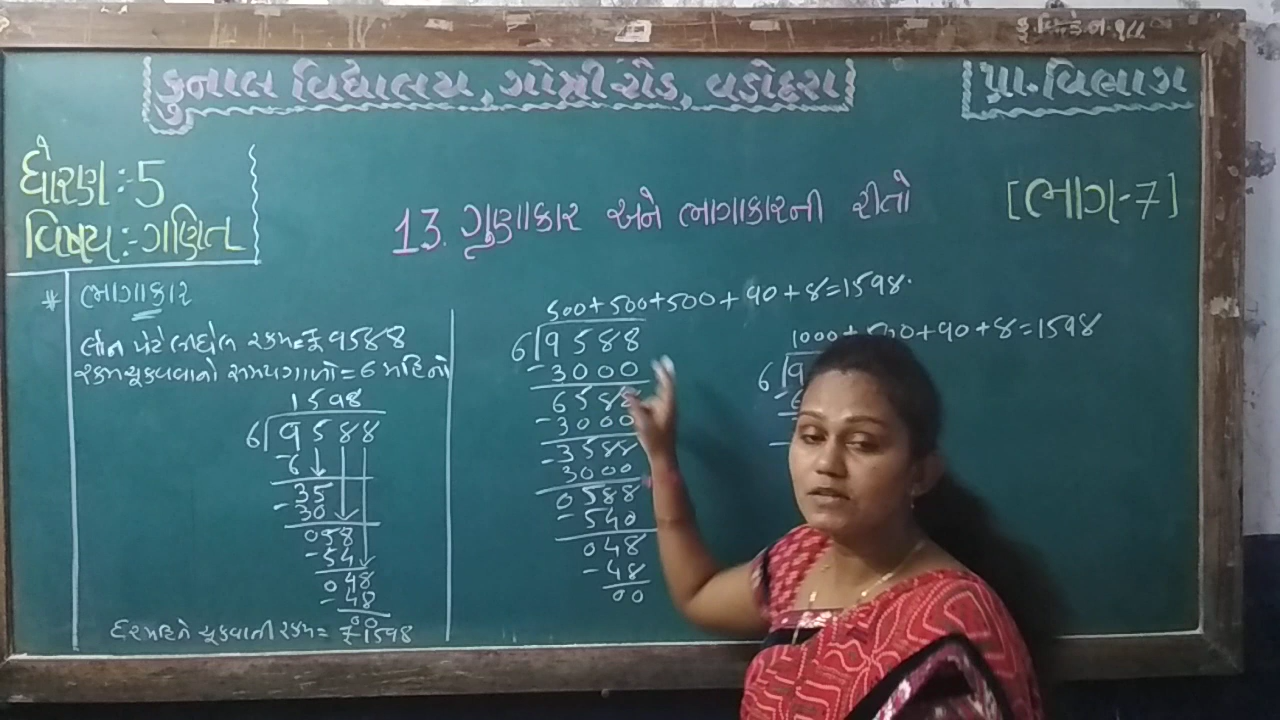 કુનાલ વિદ્યાલય, ગોત્રી રોડ, વડોદરા
પ્રા. વિભાગ
ધોરણ :- 5
વિષય :- ગણિત
13. ગુણાકાર અને ભાગાકારની રીતો
[ભાગ-7]
* ભાગાકાર
લોન પેટે લીધેલ રકમ = ₹ 9588
રકમ ચૂકવવાનો સમયગાળો = 6 મહિનો
1598
6 9588
-6
35
-30
058
-54
048
-48
00
દર મહિને ચૂકવાની રકમ = ₹ 1598
500+500+500+90+8=1598.
6 9588
-3000
6588
-3000
-3588
3000
0588
-540
048
-48
00
+90+8=1598
6